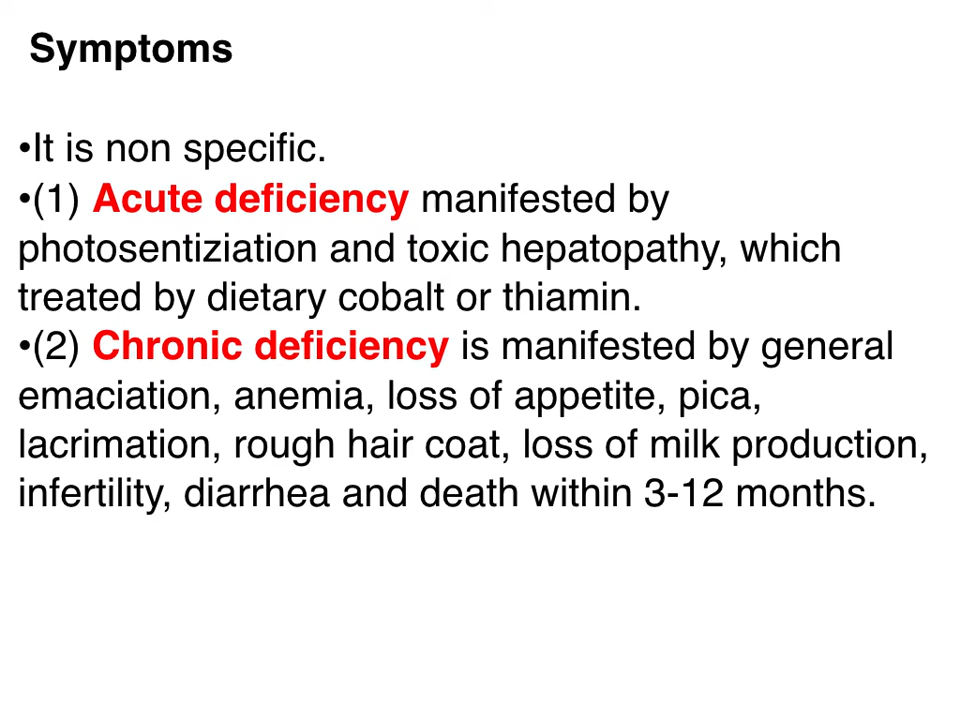 Symptoms
•It is non specific.
•(1) Acute deficiency manifested by
photosentiziation and toxic hepatopathy, which
treated by dietary cobalt or thiamin.
•(2) Chronic deficiency is manifested by general
emaciation, anemia, loss of appetite, pica,
lacrimation, rough hair coat, loss of milk production,
infertility, diarrhea and death within 3-12 months.